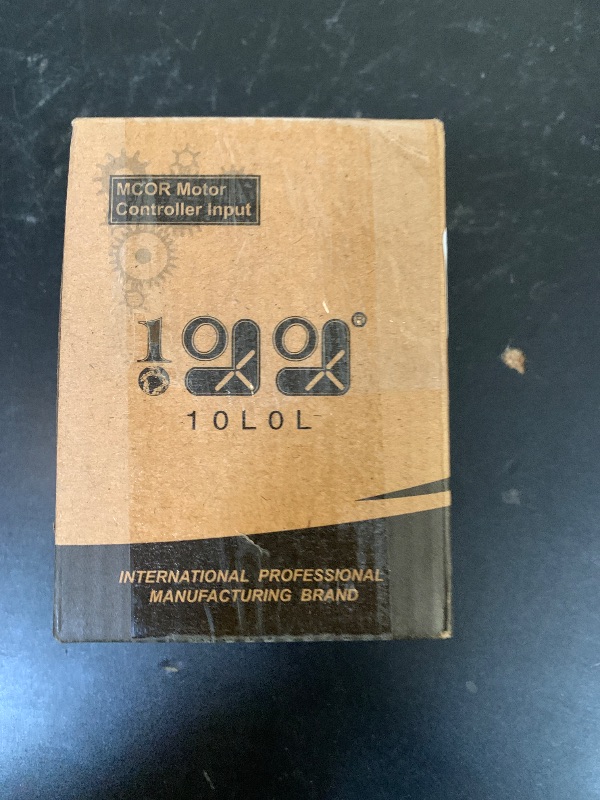 MCOR Motor
Controller Input
®
10L0L
INTERNATIONAL PROFESSIONAL
MANUFACTURING BRAND